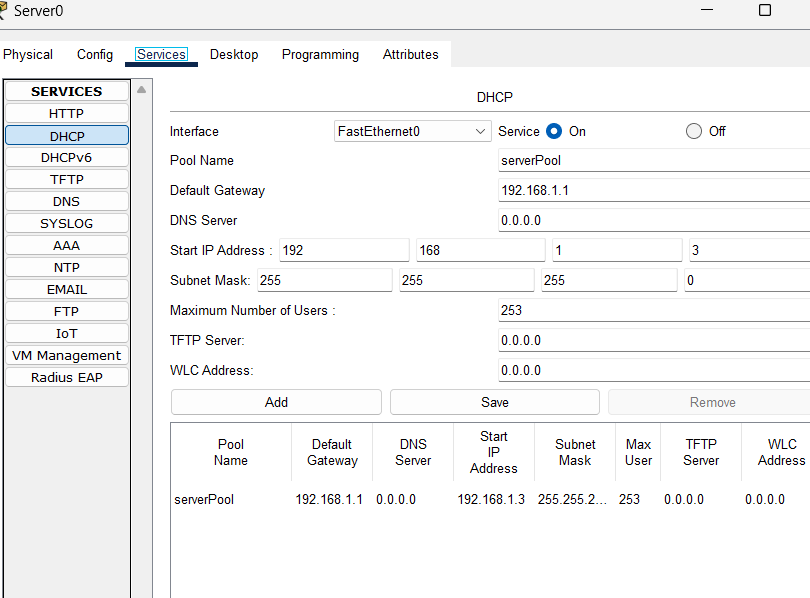 Server0
Physical Config Services Desktop Programming Attributes
SERVICES
HTTP
DHCP
DHCPv6
TFTP
DNS
SYSLOG
AAA
NTP
EMAIL
FTP
IoT
VM Management
Radius EAP
DHCP
Interface FastEthernet0 Service On Off
Pool Name serverPool
Default Gateway 192.168.1.1
DNS Server 0.0.0.0
Start IP Address : 192 168 1 3
Subnet Mask: 255 255 255 0
Maximum Number of Users : 253
TFTP Server: 0.0.0.0
WLC Address: 0.0.0.0
Add Save Remove
Pool Name Default Gateway DNS Server Start IP Address Subnet Mask Max User TFTP Server WLC Address
serverPool 192.168.1.1 0.0.0.0 192.168.1.3 255.255.2... 253 0.0.0.0 0.0.0.0